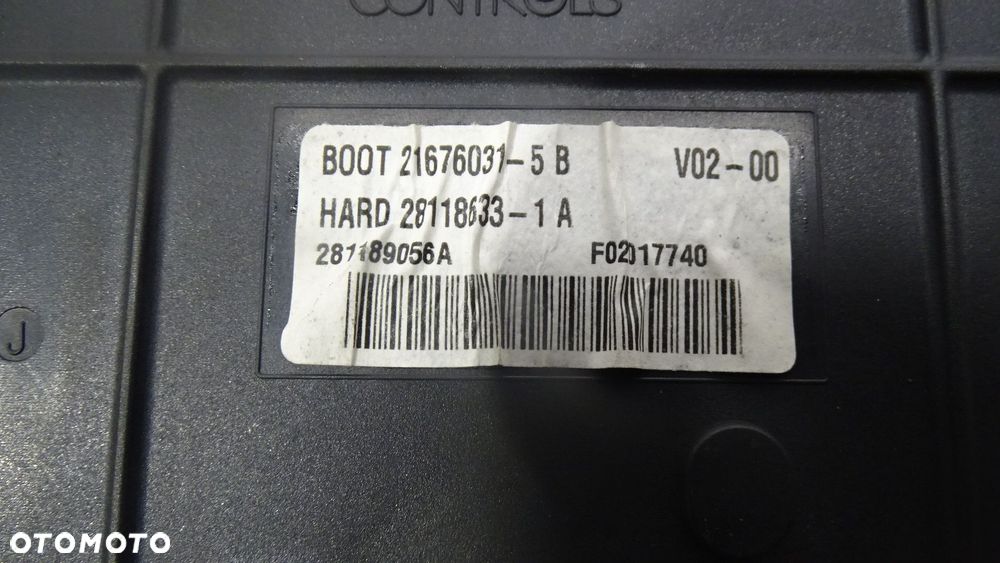 CONTROLS
BOOT 21676031-5 B V02-00
HARD 28118633-1 A
281189056A F02017740
J
OTOMOTO